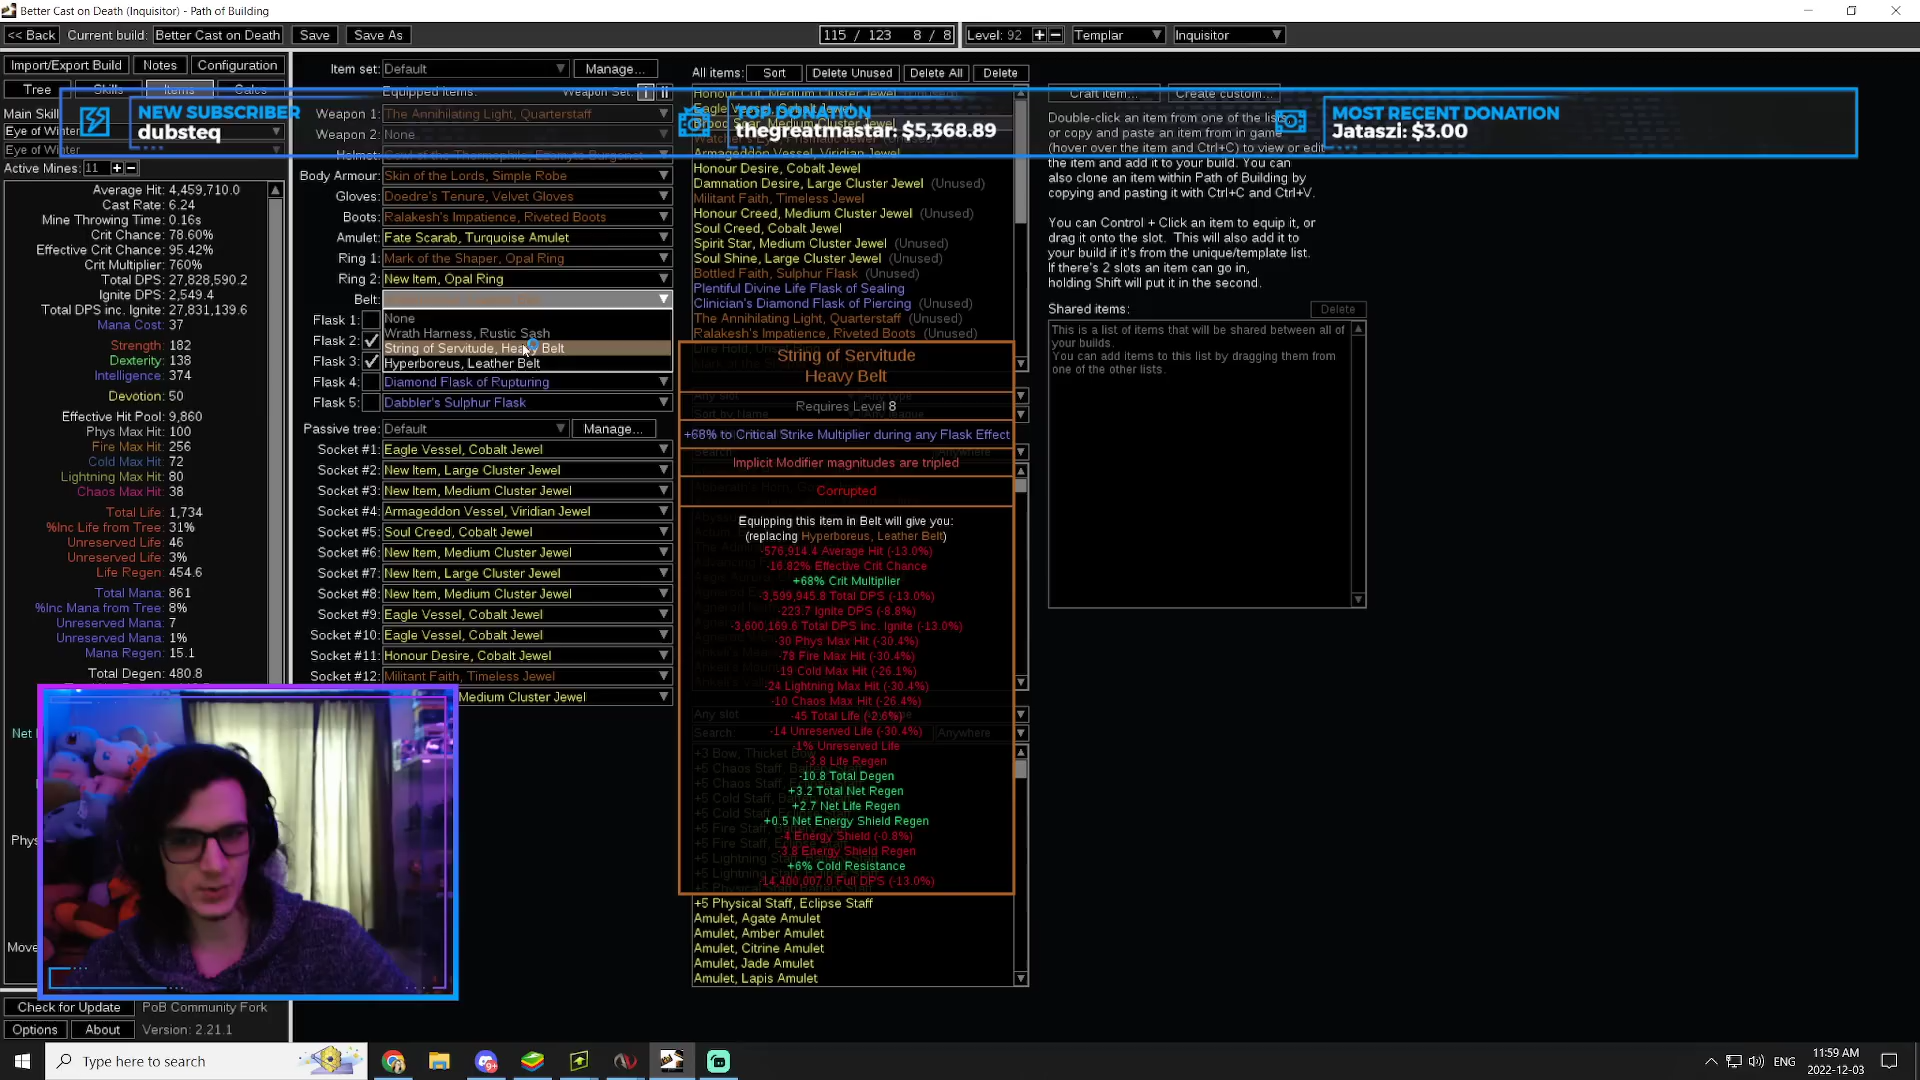 Better Cast on Death (Inquisitor) - Path of Building
<< Back Current build: Better Cast on Death Save Save As 115 / 123 8 / 8 Level: 92 Templar Inquisitor
Import/Export Build Notes Configuration
Tree Skills Items Calcs
Main Skill
Eye of Winter
Eye of Winter
Active Mines: 11
Average Hit: 4,459,710.0
Cast Rate: 6.24
Mine Throwing Time: 0.16s
Crit Chance: 78.60%
Effective Crit Chance: 95.42%
Crit Multiplier: 760%
Total DPS: 27,828,590.2
Ignite DPS: 2,549.4
Total DPS inc. Ignite: 27,831,139.6
Mana Cost: 37
Strength: 182
Dexterity: 138
Intelligence: 374
Devotion: 50
Effective Hit Pool: 9,860
Phys Max Hit: 100
Fire Max Hit: 256
Cold Max Hit: 72
Lightning Max Hit: 80
Chaos Max Hit: 38
Total Life: 1,734
%Inc Life from Tree: 31%
Unreserved Life: 46
Unreserved Life: 3%
Life Regen: 454.6
Total Mana: 861
%Inc Mana from Tree: 8%
Unreserved Mana: 7
Unreserved Mana: 1%
Mana Regen: 15.1
Total Degen: 480.8
Net
Phys
Move
Check for Update PoB Community Fork
Options About Version: 2.21.1
Item set: Default Manage...
Equipped items: Weapon Set: I II
Weapon 1: The Annihilating Light, Quarterstaff
Weapon 2: None
Helmet:
Body Armour: Skin of the Lords, Simple Robe
Gloves: Doedre's Tenure, Velvet Gloves
Boots: Ralakesh's Impatience, Riveted Boots
Amulet: Fate Scarab, Turquoise Amulet
Ring 1: Mark of the Shaper, Opal Ring
Ring 2: New Item, Opal Ring
Belt:
None
Wrath Harness, Rustic Sash
String of Servitude, Heavy Belt
Hyperboreus, Leather Belt
Flask 1:
Flask 2:
Flask 3:
Flask 4: Diamond Flask of Rupturing
Flask 5: Dabbler's Sulphur Flask
Passive tree: Default Manage...
Socket #1: Eagle Vessel, Cobalt Jewel
Socket #2: New Item, Large Cluster Jewel
Socket #3: New Item, Medium Cluster Jewel
Socket #4: Armageddon Vessel, Viridian Jewel
Socket #5: Soul Creed, Cobalt Jewel
Socket #6: New Item, Medium Cluster Jewel
Socket #7: New Item, Large Cluster Jewel
Socket #8: New Item, Medium Cluster Jewel
Socket #9: Eagle Vessel, Cobalt Jewel
Socket #10: Eagle Vessel, Cobalt Jewel
Socket #11: Honour Desire, Cobalt Jewel
Socket #12: Militant Faith, Timeless Jewel
Medium Cluster Jewel
NEW SUBSCRIBER
dubsteq
TOP DONATION
thegreatmastar: $5,368.89
MOST RECENT DONATION
Jataszi: $3.00
All items: Sort Delete Unused Delete All Delete
Armageddon Vessel, Viridian Jewel
Honour Desire, Cobalt Jewel
Damnation Desire, Large Cluster Jewel (Unused)
Militant Faith, Timeless Jewel
Honour Creed, Medium Cluster Jewel (Unused)
Soul Creed, Cobalt Jewel
Spirit Star, Medium Cluster Jewel (Unused)
Soul Shine, Large Cluster Jewel (Unused)
Bottled Faith, Sulphur Flask (Unused)
Plentiful Divine Life Flask of Sealing
Clinician's Diamond Flask of Piercing (Unused)
The Annihilating Light, Quarterstaff (Unused)
Ralakesh's Impatience, Riveted Boots (Unused)
String of Servitude
Heavy Belt
Requires Level 8
+68% to Critical Strike Multiplier during any Flask Effect
Implicit Modifier magnitudes are tripled
Corrupted
Equipping this item in Belt will give you:
(replacing Hyperboreus, Leather Belt)
-576,914.4 Average Hit (-13.0%)
-16.82% Effective Crit Chance
+68% Crit Multiplier
-3,599,945.8 Total DPS (-13.0%)
-223.7 Ignite DPS (-8.8%)
-3,600,169.6 Total DPS inc. Ignite (-13.0%)
-30 Phys Max Hit (-30.4%)
-78 Fire Max Hit (-30.4%)
-19 Cold Max Hit (-26.1%)
-24 Lightning Max Hit (-30.4%)
-10 Chaos Max Hit (-26.4%)
-45 Total Life (-2.6%)
-14 Unreserved Life (-30.4%)
-1% Unreserved Life
-3.8 Life Regen
-10.8 Total Degen
+3.2 Total Net Regen
+2.7 Net Life Regen
+0.5 Net Energy Shield Regen
-4 Energy Shield (-0.8%)
-3.8 Energy Shield Regen
+6% Cold Resistance
-14,400,007.0 Full DPS (-13.0%)
+5 Physical Staff, Eclipse Staff
Amulet, Agate Amulet
Amulet, Amber Amulet
Amulet, Citrine Amulet
Amulet, Jade Amulet
Amulet, Lapis Amulet
Craft item... Create custom...
Double-click an item from one of the lists,
or copy and paste an item from in game
(hover over the item and Ctrl+C) to view or edit
the item and add it to your build. You can
also clone an item within Path of Building by
copying and pasting it with Ctrl+C and Ctrl+V.
You can Control + Click an item to equip it, or
drag it onto the slot. This will also add it to
your build if it's from the unique/template list.
If there's 2 slots an item can go in,
holding Shift will put it in the second.
Shared items: Delete
This is a list of items that will be shared between all of
your builds.
You can add items to this list by dragging them from
one of the other lists.
Type here to search
ENG
11:59 AM
2022-12-03